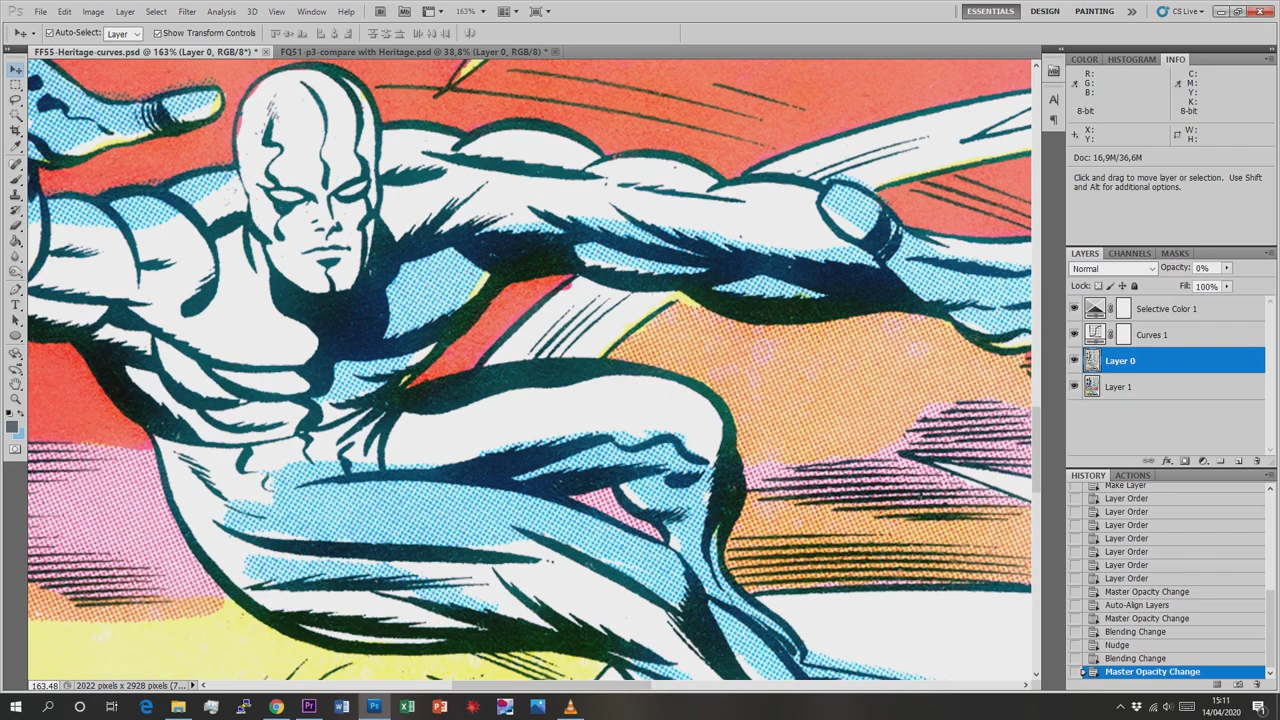 Ps File Edit Image Layer Select Filter Analysis 3D View Window Help Br Mb 163% ESSENTIALS DESIGN PAINTING CS Live
Auto-Select: Layer Show Transform Controls
FF55-Heritage-curves.psd @ 163% (Layer 0, RGB/8*) * FQ51-p3-compare with Heritage.psd @ 38,8% (Layer 0, RGB/8) *
COLOR HISTOGRAM INFO
R: C:
G: M:
B: Y:
K:
8-bit 8-bit
X: W:
Y: H:
Doc: 16,9M/36,6M
Click and drag to move layer or selection. Use Shift
and Alt for additional options.
LAYERS CHANNELS MASKS
Normal Opacity: 0%
Lock: Fill: 100%
Selective Color 1
Curves 1
Layer 0
Layer 1
HISTORY ACTIONS
Make Layer
Layer Order
Layer Order
Layer Order
Layer Order
Layer Order
Layer Order
Layer Order
Master Opacity Change
Auto-Align Layers
Master Opacity Change
Blending Change
Nudge
Blending Change
Master Opacity Change
163,48 2022 pixels x 2928 pixels (7...
15:11
14/04/2020